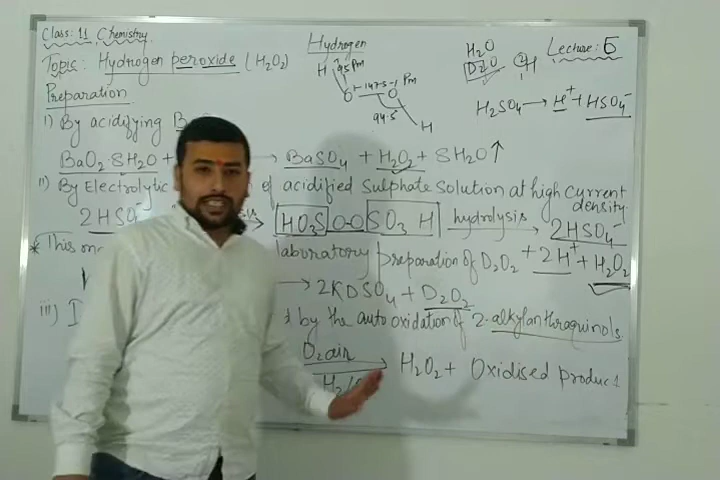 Class: 11 Chemistry
Topic: Hydrogen peroxide (H₂O₂)
Preparation
i) By acidifying
BaO₂·8H₂O + → BaSO₄ + H₂O₂ + 8H₂O↑
ii) By Electrolytic of acidified Sulphate Solution at high current density.
2HSO₄⁻ → HO₃S O-O SO₃ H hydrolysis → 2HSO₄⁻ + 2H⁺ + H₂O₂
* This laboratory preparation of D₂O₂
→ 2KDSO₄ + D₂O₂
iii) by the auto oxidation of 2-alkylanthraquinols.
O₂ air → H₂O₂ + Oxidised product
H₂/
Hydrogen
H 95 Pm
O 147.5 Pm O
94.5
H
H₂O
D₂O
Lecture: 5
H₂SO₄ → H⁺ + HSO₄⁻